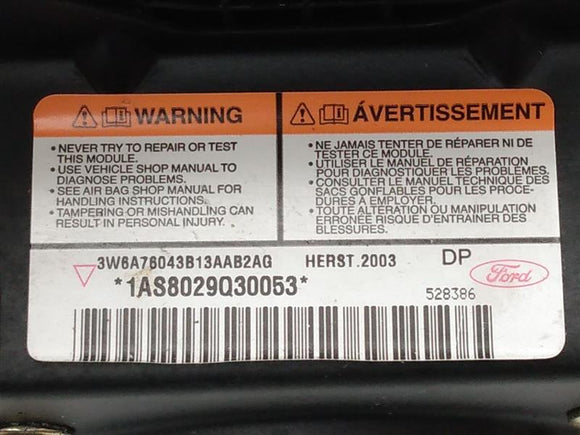 WARNING
• NEVER TRY TO REPAIR OR TEST
THIS MODULE.
• USE VEHICLE SHOP MANUAL TO
DIAGNOSE PROBLEMS.
• SEE AIR BAG SHOP MANUAL FOR
HANDLING INSTRUCTIONS.
• TAMPERING OR MISHANDLING CAN
RESULT IN PERSONAL INJURY.
ÁVERTISSEMENT
• NE JAMAIS TENTER DE RÉPARER NI DE
TESTER CE MODULE.
• UTILISER LE MANUEL DE RÉPARATION
POUR DIAGNOSTIQUER LES PROBLÈMES.
• CONSULTER LE MANUEL TECHNIQUE DES
SACS GONFLABLES POUR LES PROCE-
DURES À EMPLOYER.
• TOUTE ALTERATION OU MANIPULATION
ERRONÉE RISQUE D'ENTRAÎNER DES
BLESSURES.
3W6A76043B13AAB2AG HERST.2003 DP
Ford
*1AS8029Q30053*
528386